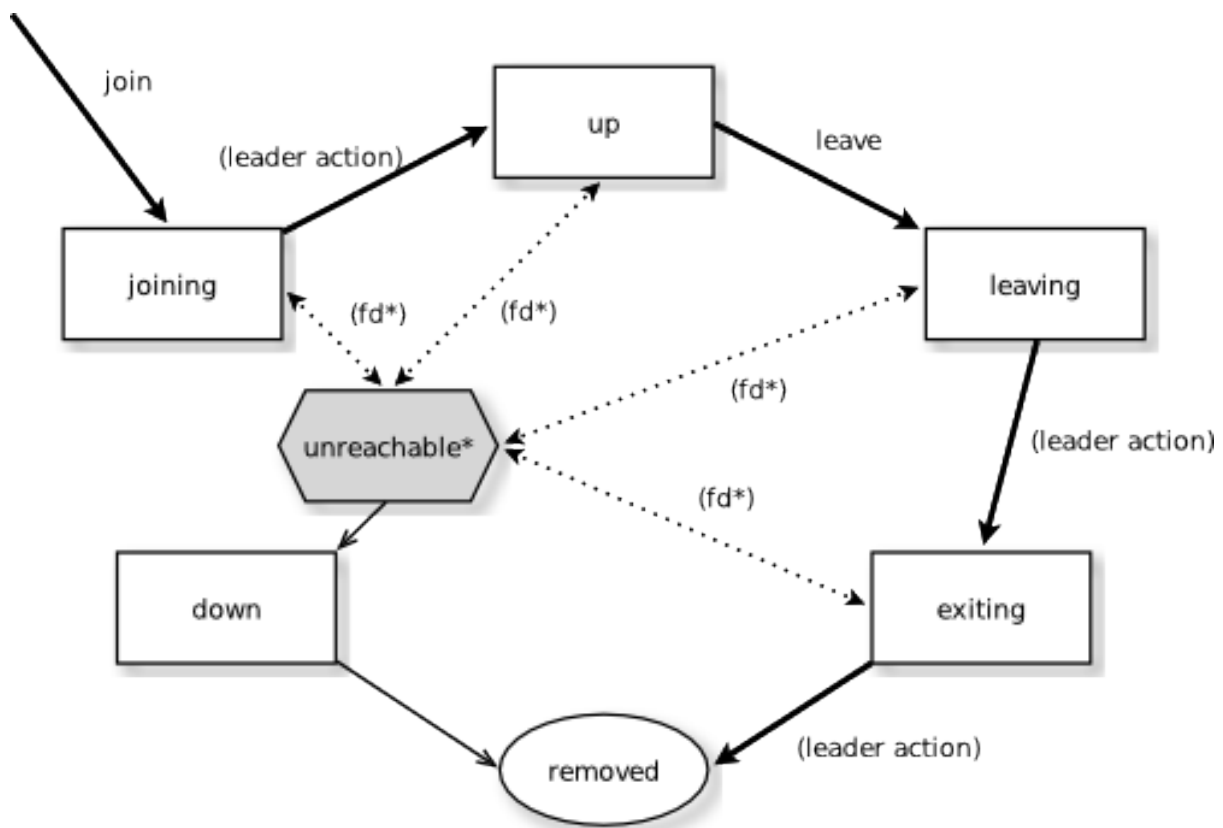 join
up
(leader action)
leave
joining
leaving
(fd*)
(fd*)
(fd*)
unreachable*
(leader action)
(fd*)
down
exiting
removed
(leader action)